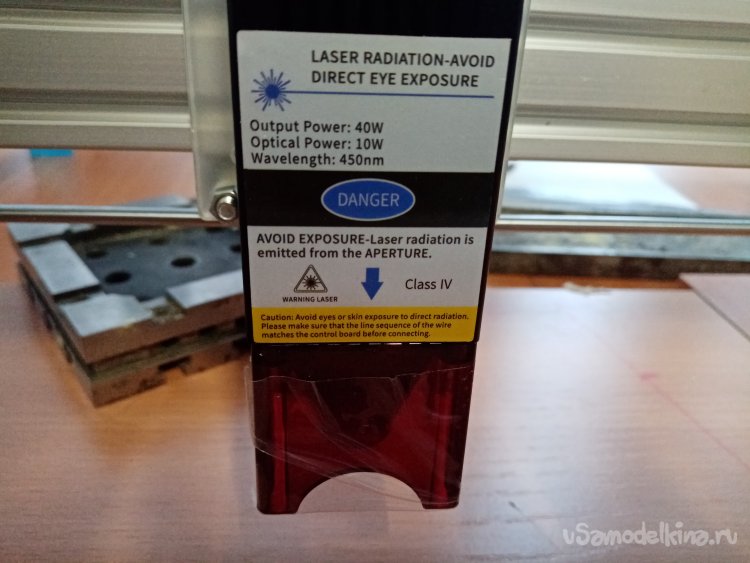 LASER RADIATION-AVOID
DIRECT EYE EXPOSURE
Output Power: 40W
Optical Power: 10W
Wavelength: 450nm
DANGER
AVOID EXPOSURE-Laser radiation is
emitted from the APERTURE.
WARNING LASER
Class IV
Caution: Avoid eyes or skin exposure to direct radiation.
Please make sure that the line sequence of the wire
matches the control board before connecting.
uSamodelkina.ru